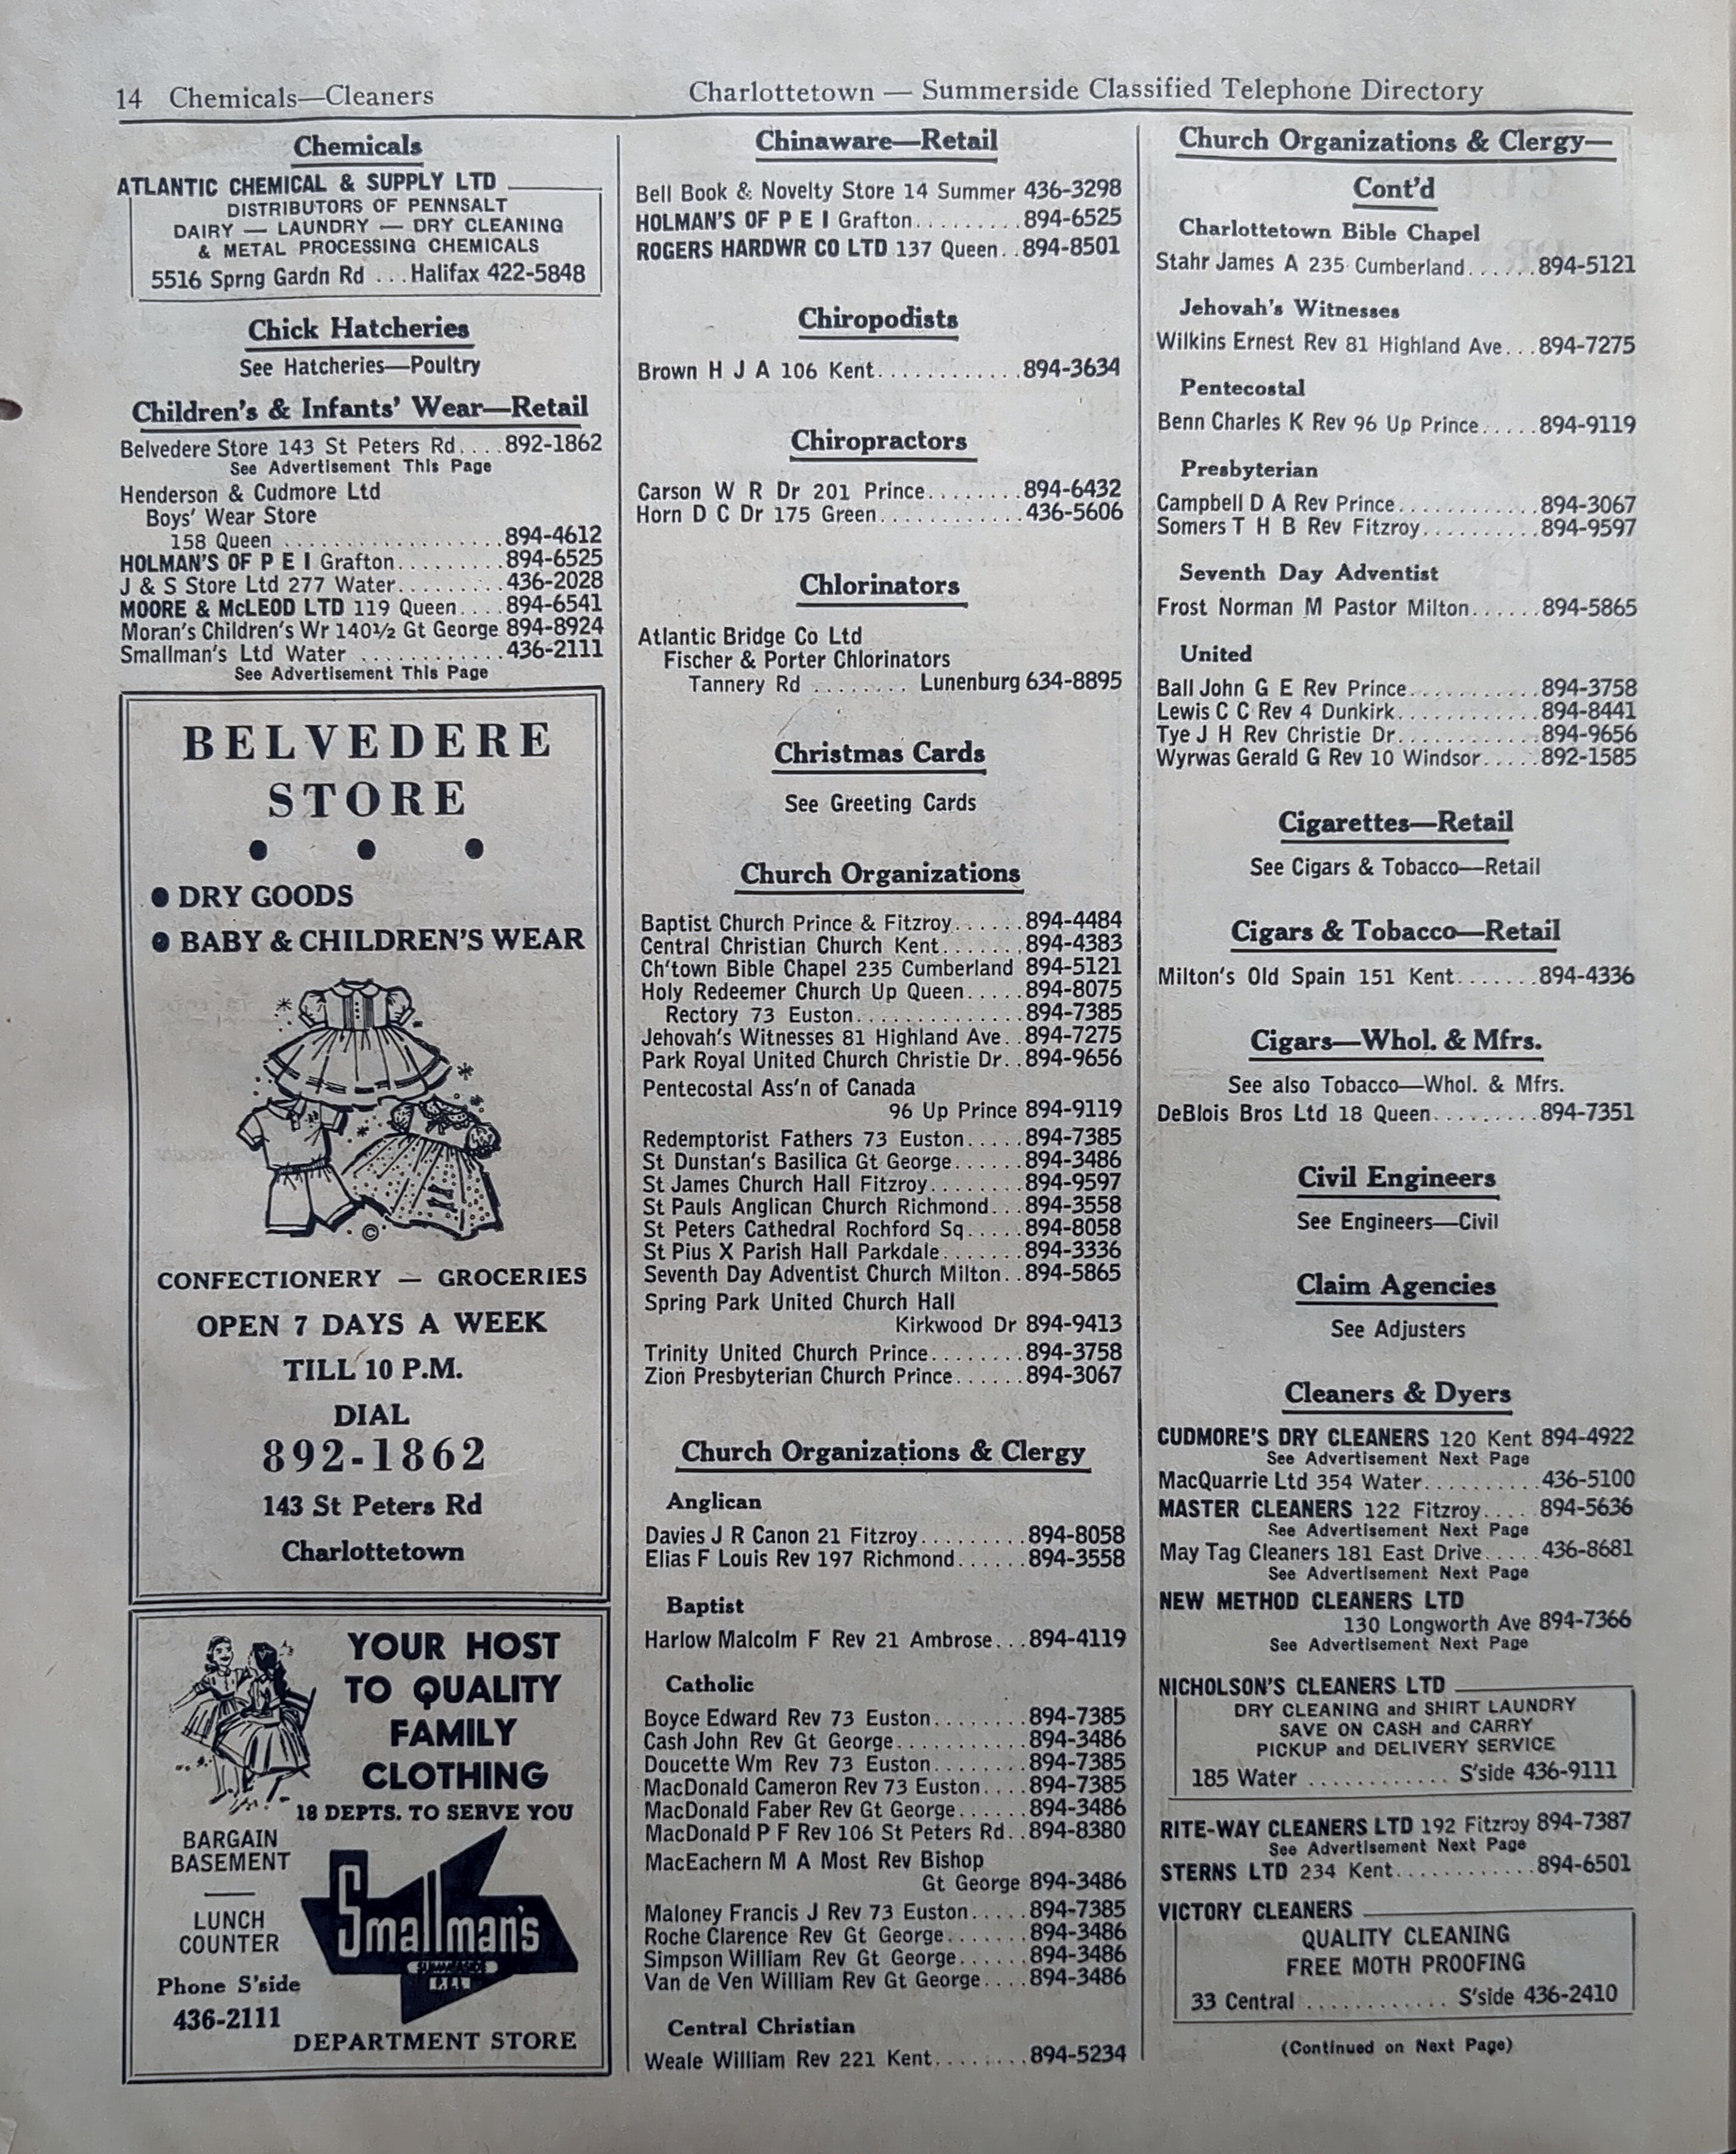 14 Chemicals—Cleaners
Charlottetown — Summerside Classified Telephone Directory
Chemicals
ATLANTIC CHEMICAL & SUPPLY LTD
DISTRIBUTORS OF PENNSALT
DAIRY — LAUNDRY — DRY CLEANING
& METAL PROCESSING CHEMICALS
5516 Sprng Gardn Rd ...Halifax 422-5848
Chick Hatcheries
See Hatcheries—Poultry
Children's & Infants' Wear—Retail
Belvedere Store 143 St Peters Rd....892-1862
See Advertisement This Page
Henderson & Cudmore Ltd
Boys' Wear Store
158 Queen ..................894-4612
HOLMAN'S OF P E I Grafton.........894-6525
J & S Store Ltd 277 Water.........436-2028
MOORE & McLEOD LTD 119 Queen....894-6541
Moran's Children's Wr 140½ Gt George 894-8924
Smallman's Ltd Water ............436-2111
See Advertisement This Page
BELVEDERE
STORE
• • •
• DRY GOODS
• BABY & CHILDREN'S WEAR
©
CONFECTIONERY — GROCERIES
OPEN 7 DAYS A WEEK
TILL 10 P.M.
DIAL
892-1862
143 St Peters Rd
Charlottetown
YOUR HOST
TO QUALITY
FAMILY
CLOTHING
18 DEPTS. TO SERVE YOU
BARGAIN
BASEMENT
LUNCH
COUNTER
Phone S'side
436-2111
Smallman's
SUMMERSIDE
P.E.I.
DEPARTMENT STORE
Chinaware—Retail
Bell Book & Novelty Store 14 Summer 436-3298
HOLMAN'S OF P E I Grafton.........894-6525
ROGERS HARDWR CO LTD 137 Queen..894-8501
Chiropodists
Brown H J A 106 Kent............894-3634
Chiropractors
Carson W R Dr 201 Prince........894-6432
Horn D C Dr 175 Green............436-5606
Chlorinators
Atlantic Bridge Co Ltd
Fischer & Porter Chlorinators
Tannery Rd ........ Lunenburg 634-8895
Christmas Cards
See Greeting Cards
Church Organizations
Baptist Church Prince & Fitzroy......894-4484
Central Christian Church Kent.......894-4383
Ch'town Bible Chapel 235 Cumberland 894-5121
Holy Redeemer Church Up Queen.....894-8075
Rectory 73 Euston..............894-7385
Jehovah's Witnesses 81 Highland Ave..894-7275
Park Royal United Church Christie Dr..894-9656
Pentecostal Ass'n of Canada
96 Up Prince 894-9119
Redemptorist Fathers 73 Euston.....894-7385
St Dunstan's Basilica Gt George......894-3486
St James Church Hall Fitzroy........894-9597
St Pauls Anglican Church Richmond...894-3558
St Peters Cathedral Rochford Sq.....894-8058
St Pius X Parish Hall Parkdale.......894-3336
Seventh Day Adventist Church Milton..894-5865
Spring Park United Church Hall
Kirkwood Dr 894-9413
Trinity United Church Prince........894-3758
Zion Presbyterian Church Prince......894-3067
Church Organizations & Clergy
Anglican
Davies J R Canon 21 Fitzroy.........894-8058
Elias F Louis Rev 197 Richmond......894-3558
Baptist
Harlow Malcolm F Rev 21 Ambrose...894-4119
Catholic
Boyce Edward Rev 73 Euston........894-7385
Cash John Rev Gt George...........894-3486
Doucette Wm Rev 73 Euston........894-7385
MacDonald Cameron Rev 73 Euston....894-7385
MacDonald Faber Rev Gt George......894-3486
MacDonald P F Rev 106 St Peters Rd..894-8380
MacEachern M A Most Rev Bishop
Gt George 894-3486
Maloney Francis J Rev 73 Euston.....894-7385
Roche Clarence Rev Gt George.......894-3486
Simpson William Rev Gt George......894-3486
Van de Ven William Rev Gt George....894-3486
Central Christian
Weale William Rev 221 Kent........894-5234
Church Organizations & Clergy—
Cont'd
Charlottetown Bible Chapel
Stahr James A 235 Cumberland......894-5121
Jehovah's Witnesses
Wilkins Ernest Rev 81 Highland Ave...894-7275
Pentecostal
Benn Charles K Rev 96 Up Prince.....894-9119
Presbyterian
Campbell D A Rev Prince............894-3067
Somers T H B Rev Fitzroy..........894-9597
Seventh Day Adventist
Frost Norman M Pastor Milton......894-5865
United
Ball John G E Rev Prince...........894-3758
Lewis C C Rev 4 Dunkirk............894-8441
Tye J H Rev Christie Dr............894-9656
Wyrwas Gerald G Rev 10 Windsor.....892-1585
Cigarettes—Retail
See Cigars & Tobacco—Retail
Cigars & Tobacco—Retail
Milton's Old Spain 151 Kent.......894-4336
Cigars—Whol. & Mfrs.
See also Tobacco—Whol. & Mfrs.
DeBlois Bros Ltd 18 Queen.........894-7351
Civil Engineers
See Engineers—Civil
Claim Agencies
See Adjusters
Cleaners & Dyers
CUDMORE'S DRY CLEANERS 120 Kent 894-4922
See Advertisement Next Page
MacQuarrie Ltd 354 Water..........436-5100
MASTER CLEANERS 122 Fitzroy....894-5636
See Advertisement Next Page
May Tag Cleaners 181 East Drive.....436-8681
See Advertisement Next Page
NEW METHOD CLEANERS LTD
130 Longworth Ave 894-7366
See Advertisement Next Page
NICHOLSON'S CLEANERS LTD
DRY CLEANING and SHIRT LAUNDRY
SAVE ON CASH and CARRY
PICKUP and DELIVERY SERVICE
185 Water ............ S'side 436-9111
RITE-WAY CLEANERS LTD 192 Fitzroy 894-7387
See Advertisement Next Page
STERNS LTD 234 Kent............894-6501
VICTORY CLEANERS
QUALITY CLEANING
FREE MOTH PROOFING
33 Central ............ S'side 436-2410
(Continued on Next Page)